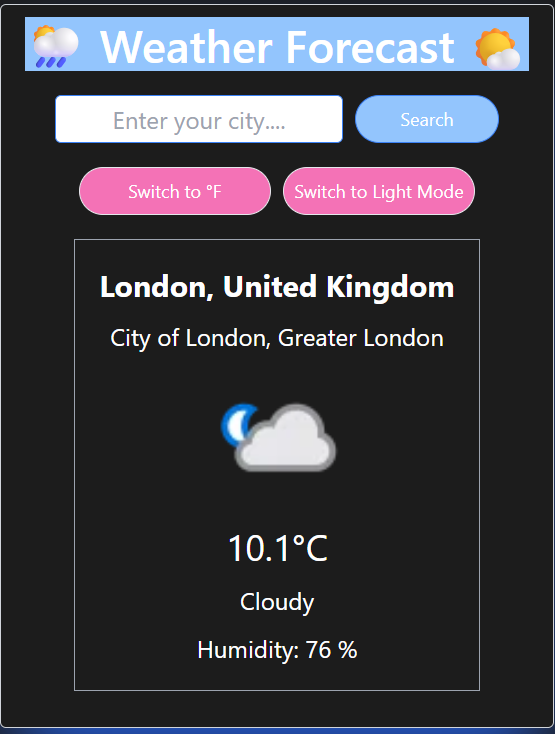 Weather Forecast
Enter your city....
Search
Switch to °F
Switch to Light Mode
London, United Kingdom
City of London, Greater London
10.1°C
Cloudy
Humidity: 76 %